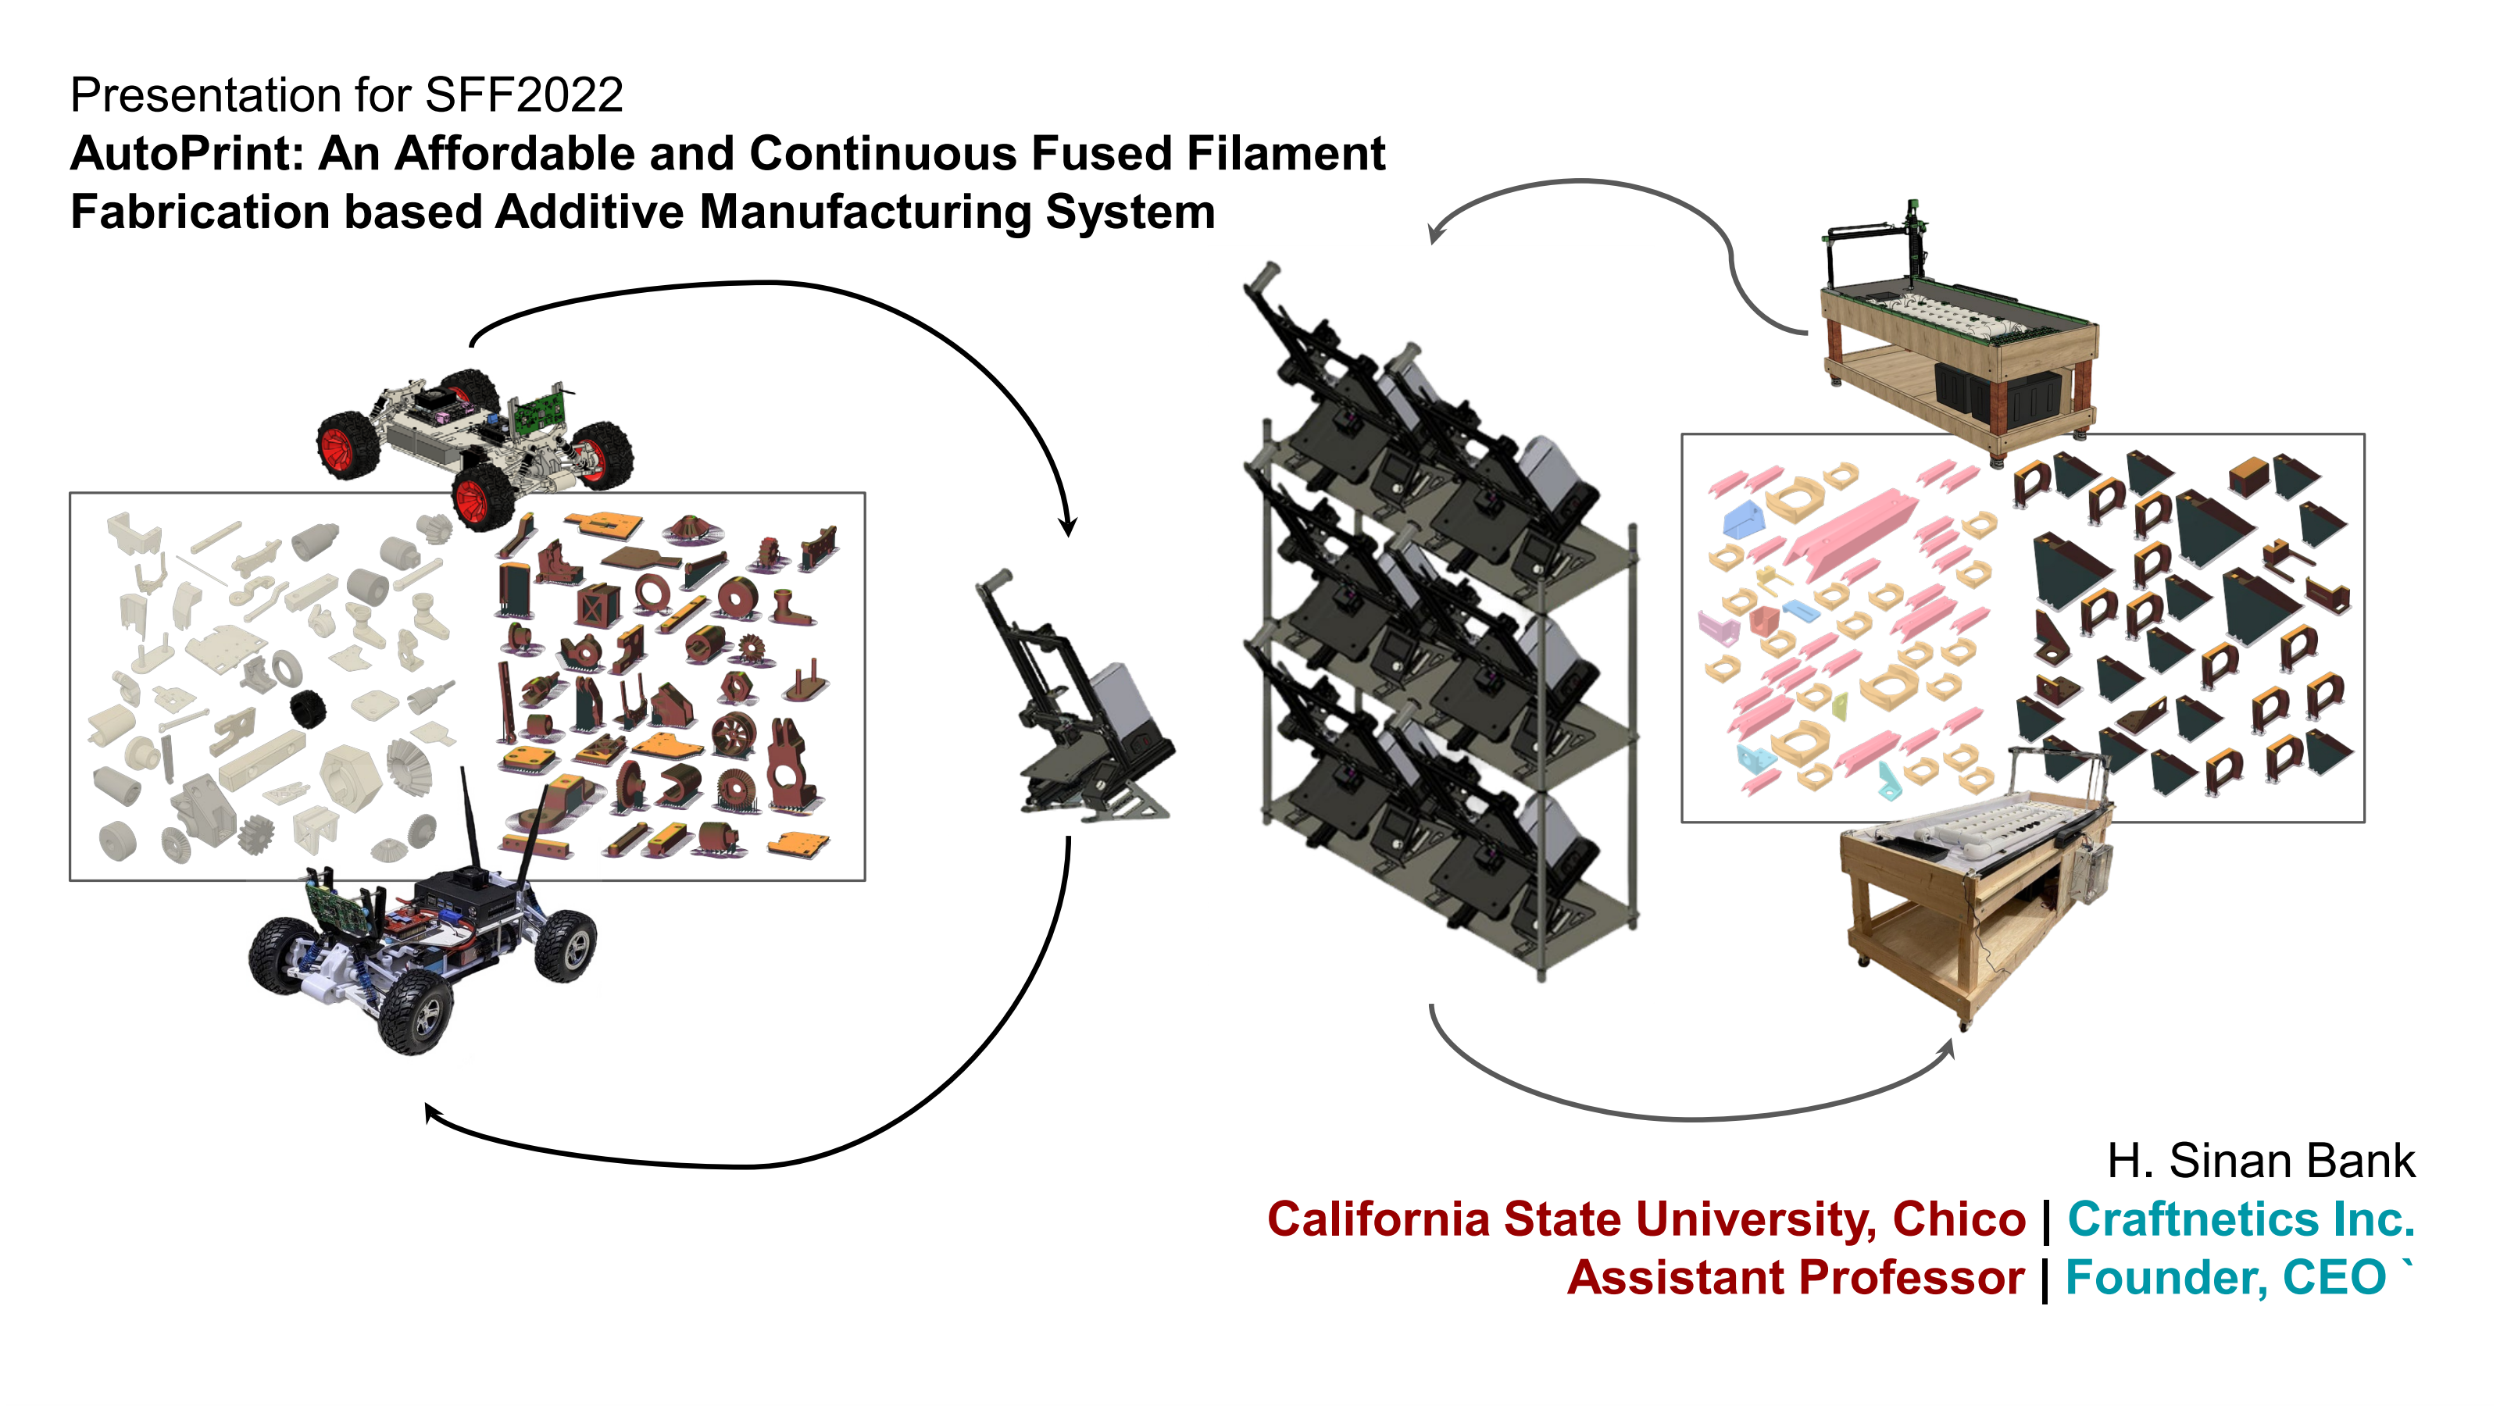 Presentation for SFF2022
AutoPrint: An Affordable and Continuous Fused Filament
Fabrication based Additive Manufacturing System
H. Sinan Bank
California State University, Chico | Craftnetics Inc.
Assistant Professor | Founder, CEO `